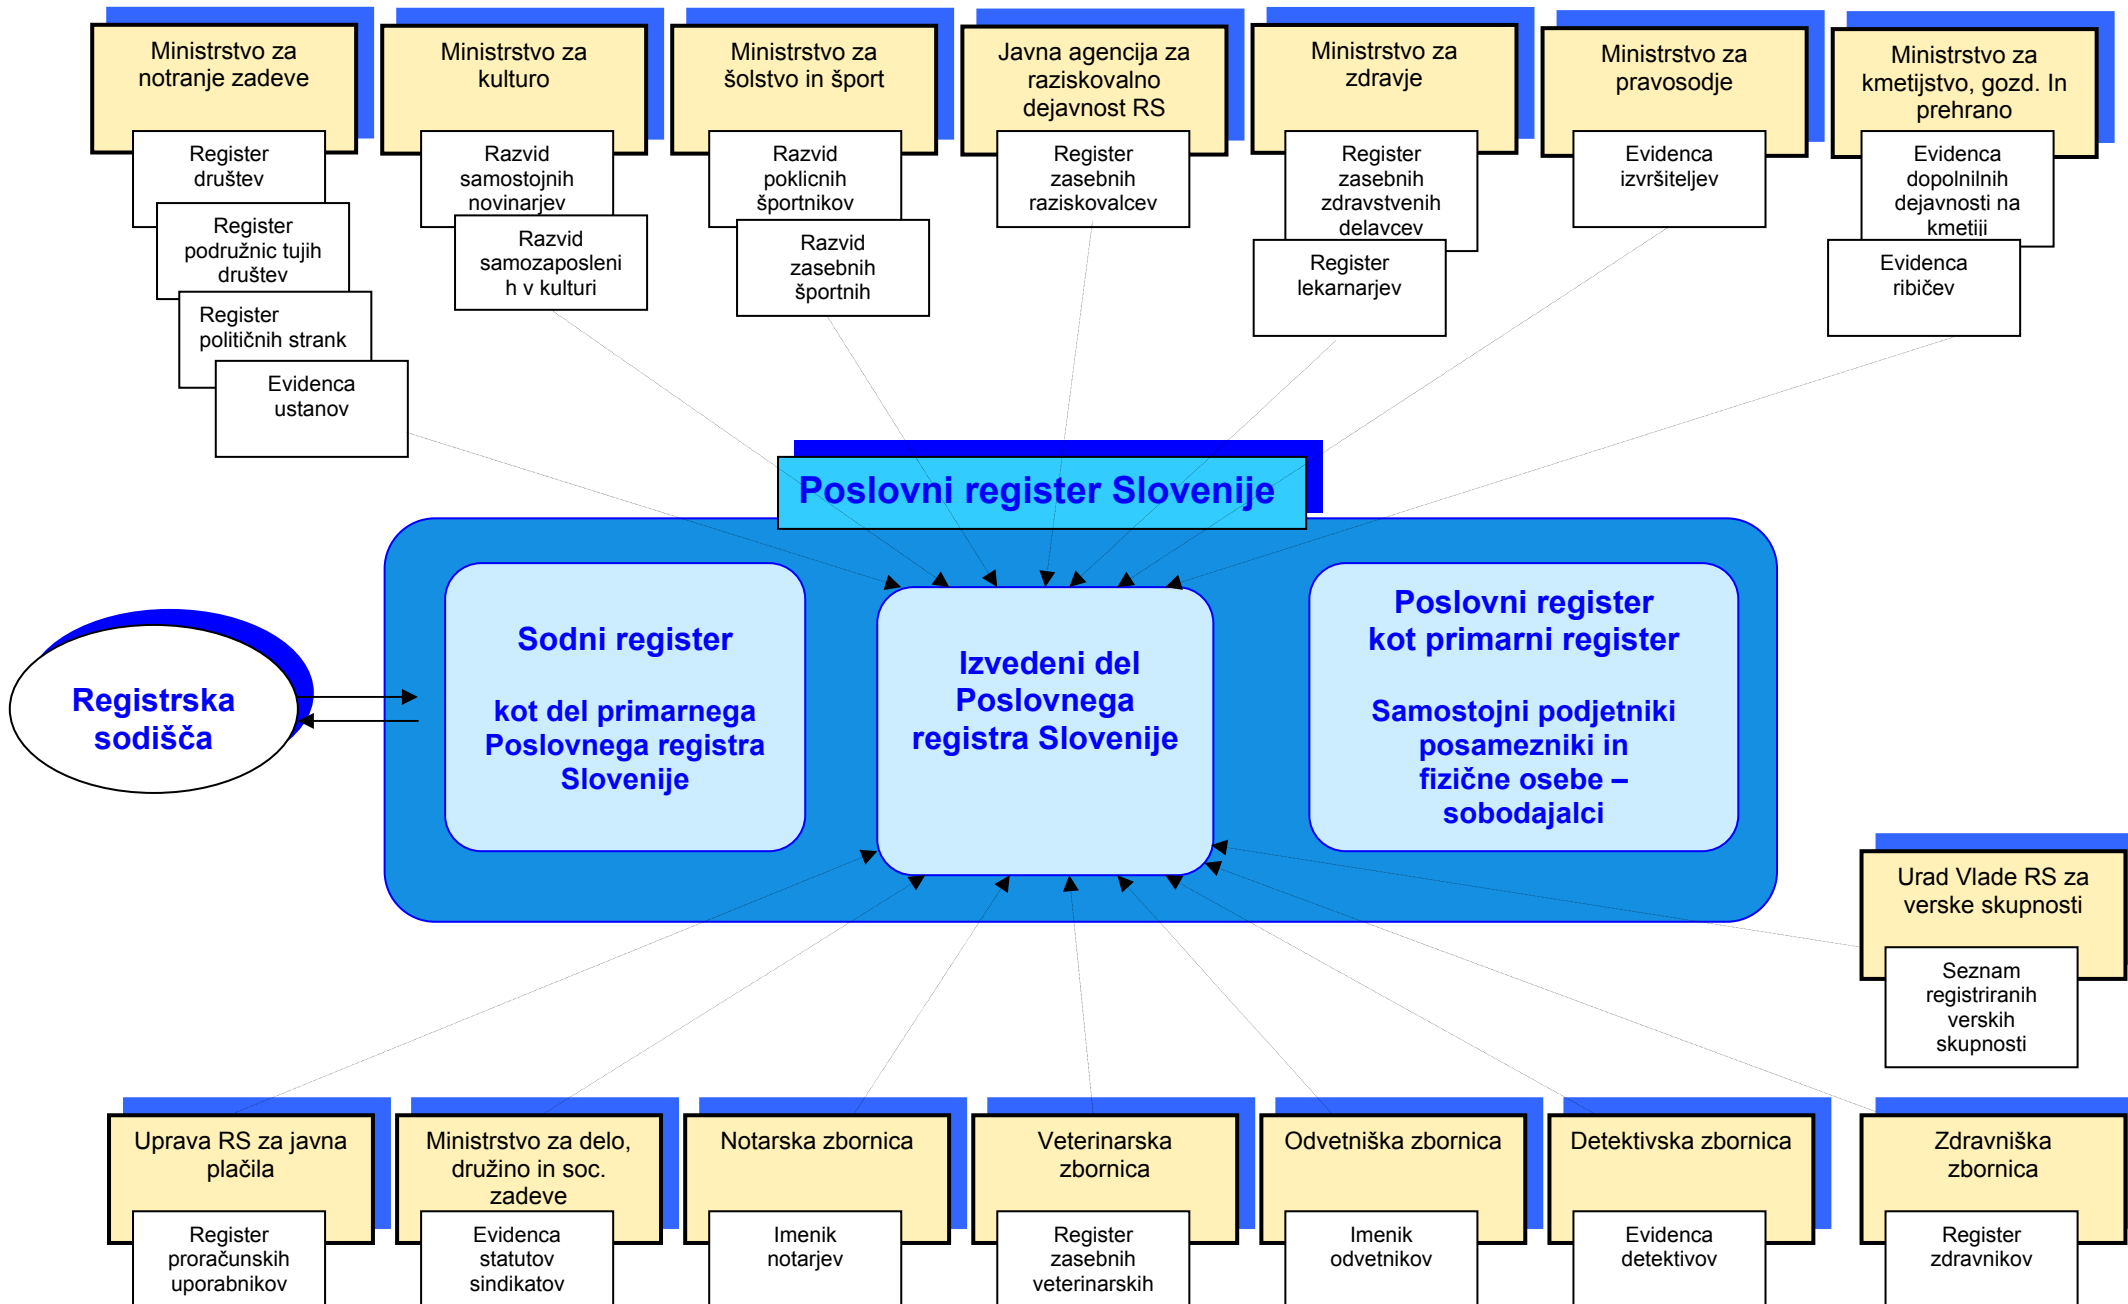 Ministrstvo za
notranje zadeve
Register
društev
Register
podružnic tujih
društev
Register
političnih strank
Evidenca
ustanov
Ministrstvo za
kulturo
Razvid
samostojnih
novinarjev
Razvid
samozaposleni
h v kulturi
Ministrstvo za
šolstvo in šport
Razvid
poklicnih
športnikov
Razvid
zasebnih
športnih
Javna agencija za
raziskovalno
dejavnost RS
Register
zasebnih
raziskovalcev
Ministrstvo za
zdravje
Register
zasebnih
zdravstvenih
delavcev
Register
lekarnarjev
Ministrstvo za
pravosodje
Evidenca
izvršiteljev
Ministrstvo za
kmetijstvo, gozd. In
prehrano
Evidenca
dopolnilnih
dejavnosti na
kmetiji
Evidenca
ribičev
Poslovni register Slovenije
Registrska
sodišča
Sodni register
kot del primarnega
Poslovnega registra
Slovenije
Izvedeni del
Poslovnega
registra Slovenije
Poslovni register
kot primarni register
Samostojni podjetniki
posamezniki in
fizične osebe –
sobodajalci
Urad Vlade RS za
verske skupnosti
Seznam
registriranih
verskih
skupnosti
Uprava RS za javna
plačila
Register
proračunskih
uporabnikov
Ministrstvo za delo,
družino in soc.
zadeve
Evidenca
statutov
sindikatov
Notarska zbornica
Imenik
notarjev
Veterinarska
zbornica
Register
zasebnih
veterinarskih
Odvetniška zbornica
Imenik
odvetnikov
Detektivska zbornica
Evidenca
detektivov
Zdravniška
zbornica
Register
zdravnikov